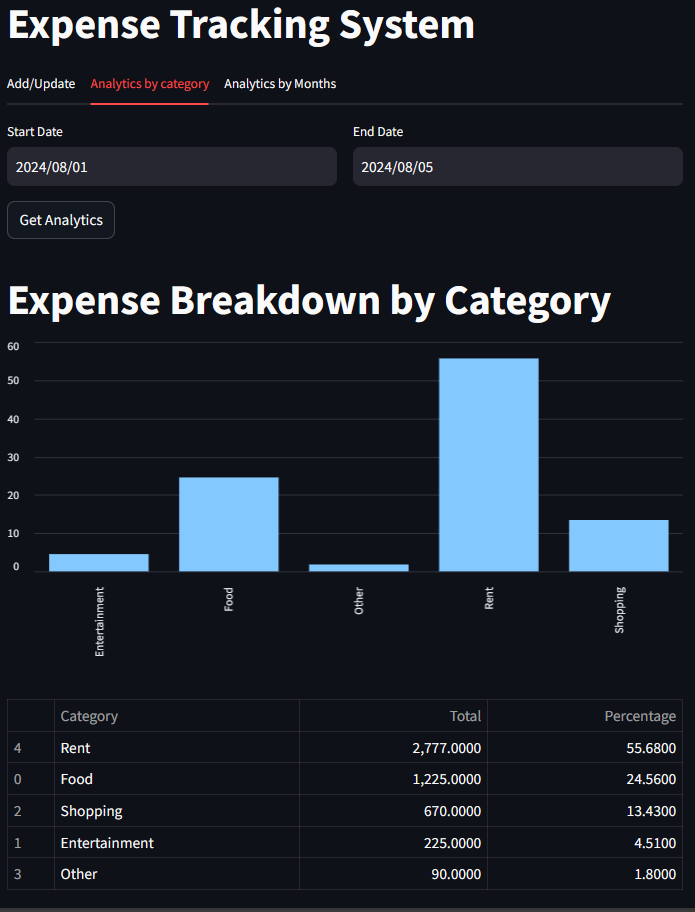 Expense Tracking System
Add/Update Analytics by category Analytics by Months
Start Date End Date
2024/08/01 2024/08/05
Get Analytics
Expense Breakdown by Category
60
50
40
30
20
10
0
Entertainment Food Other Rent Shopping
Category Total Percentage
4 Rent 2,777.0000 55.6800
0 Food 1,225.0000 24.5600
2 Shopping 670.0000 13.4300
1 Entertainment 225.0000 4.5100
3 Other 90.0000 1.8000